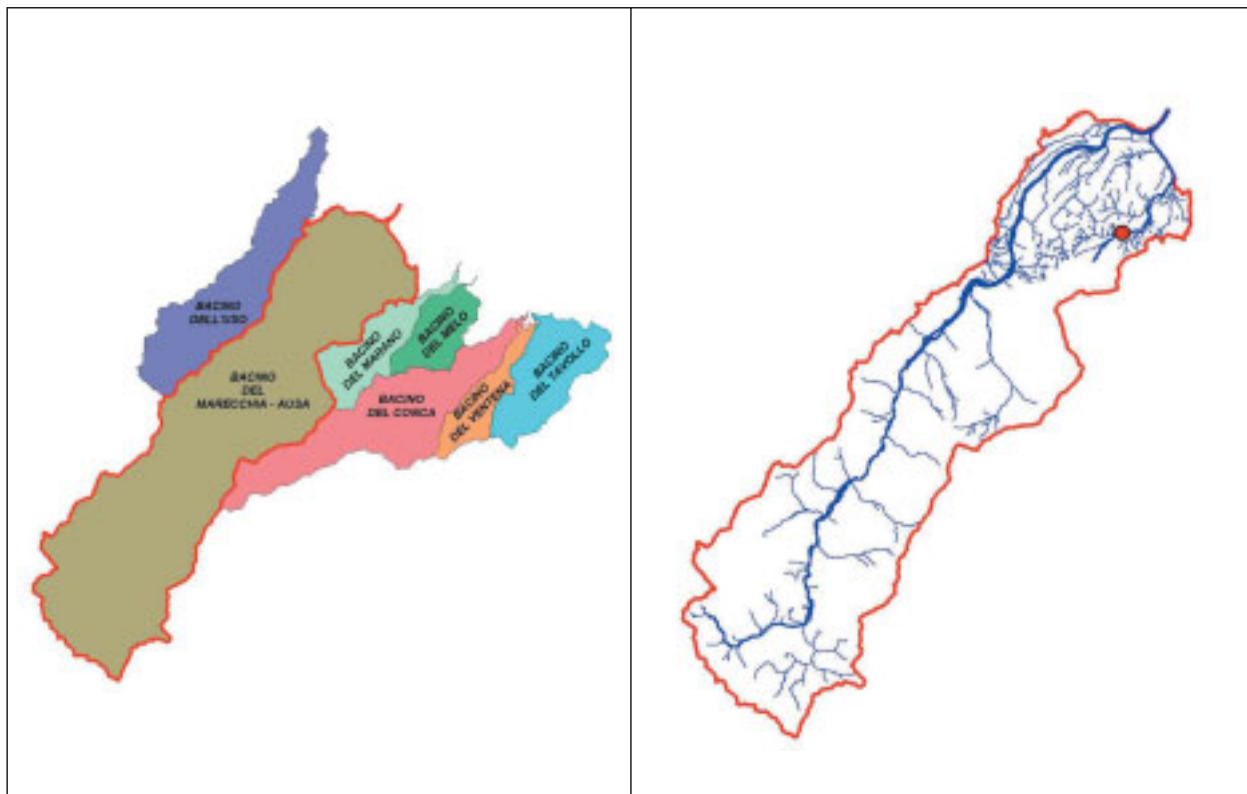 BACINO
DELL'USO
BACINO
DEL
MARECCHIA - AUSA
BACINO
DEL MARANO
BACINO
DEL MELO
BACINO
DEL CONCA
BACINO
DEL VENTENA
BACINO
DEL TAVOLLO